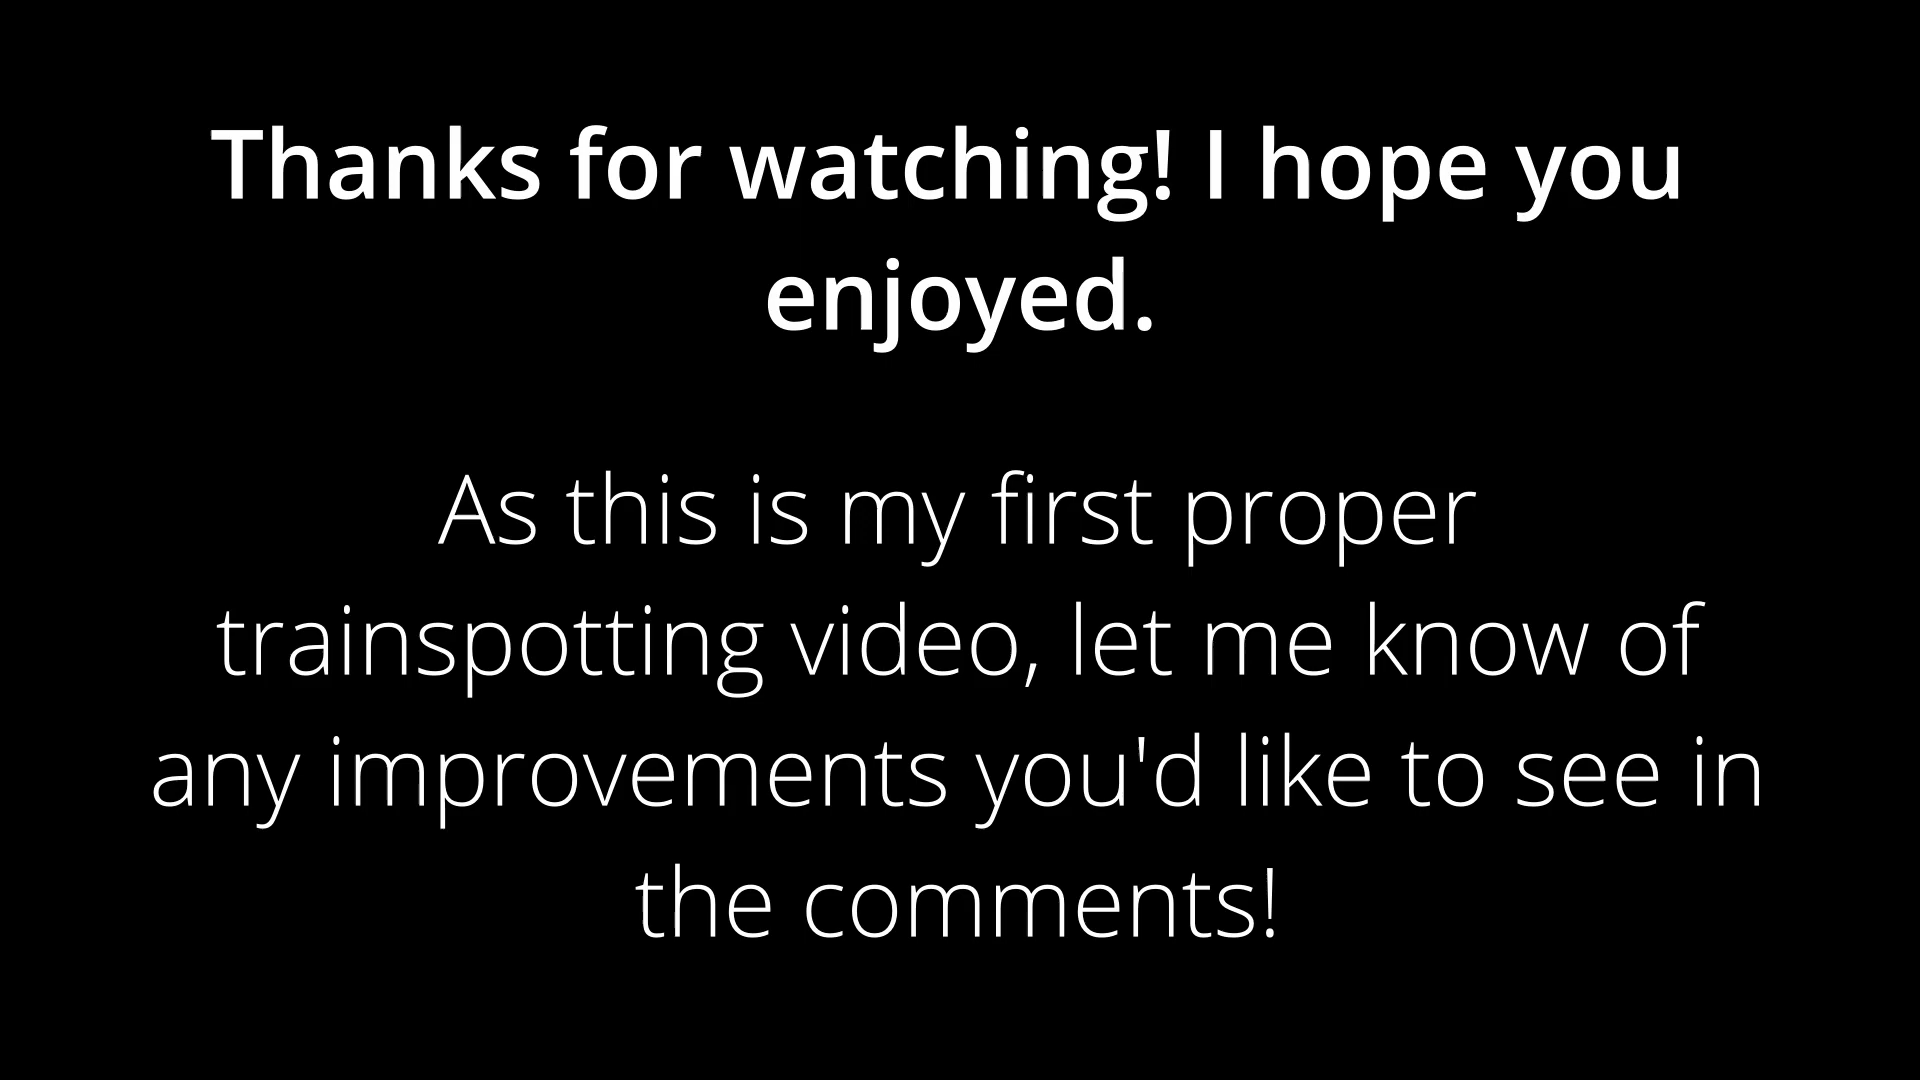 Thanks for watching! I hope you
enjoyed.
As this is my first proper
trainspotting video, let me know of
any improvements you'd like to see in
the comments!